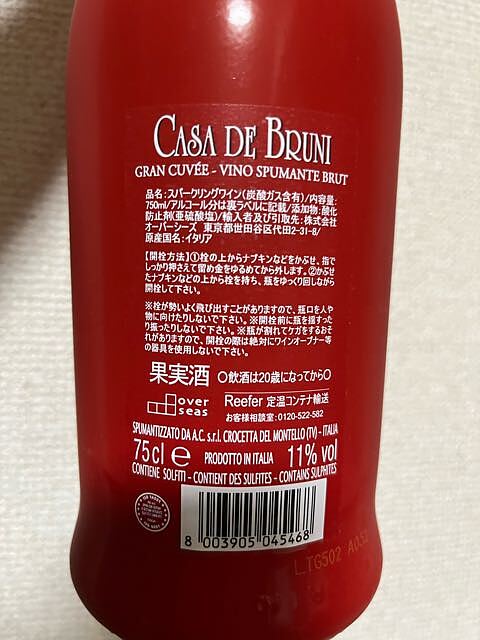 CASA DE BRUNI
GRAN CUVÉE - VINO SPUMANTE BRUT
品名:スパークリングワイン(炭酸ガス含有)/内容量:
750ml/アルコール分は裏ラベルに記載/添加物:酸化
防止剤(亜硫酸塩)/輸入者及び引取先:株式会社
オーバーシーズ 東京都世田谷区代田2-31-8/
原産国名:イタリア
【開栓方法】①栓の上からナプキンなどをかぶせ、指で
しっかり押さえて留め金をゆるめてから外します。②かぶせ
たナプキンなどの上から栓を持ち、瓶をゆっくり回しながら
開栓して下さい。
※栓が勢いよく飛び出すことがありますので、瓶口を人や
物に向けたりしないで下さい。※開栓前に瓶を揺すった
り振ったりしないで下さい。※瓶が割れてケガをするおそ
れがありますので、開栓の際は絶対にワインオープナー等
の器具を使用しないで下さい。
果実酒 〇飲酒は20歳になってから〇
over seas
Reefer 定温コンテナ輸送
お客様相談室:0120-522-582
SPUMANTIZZATO DA A.C. s.r.l. CROCETTA DEL MONTELLO (TV) - ITALIA
75cl e PRODOTTO IN ITALIA 11% vol
CONTIENE SOLFITI - CONTIENT DES SULFITES - CONTAINS SULPHITES
8 003905 045468